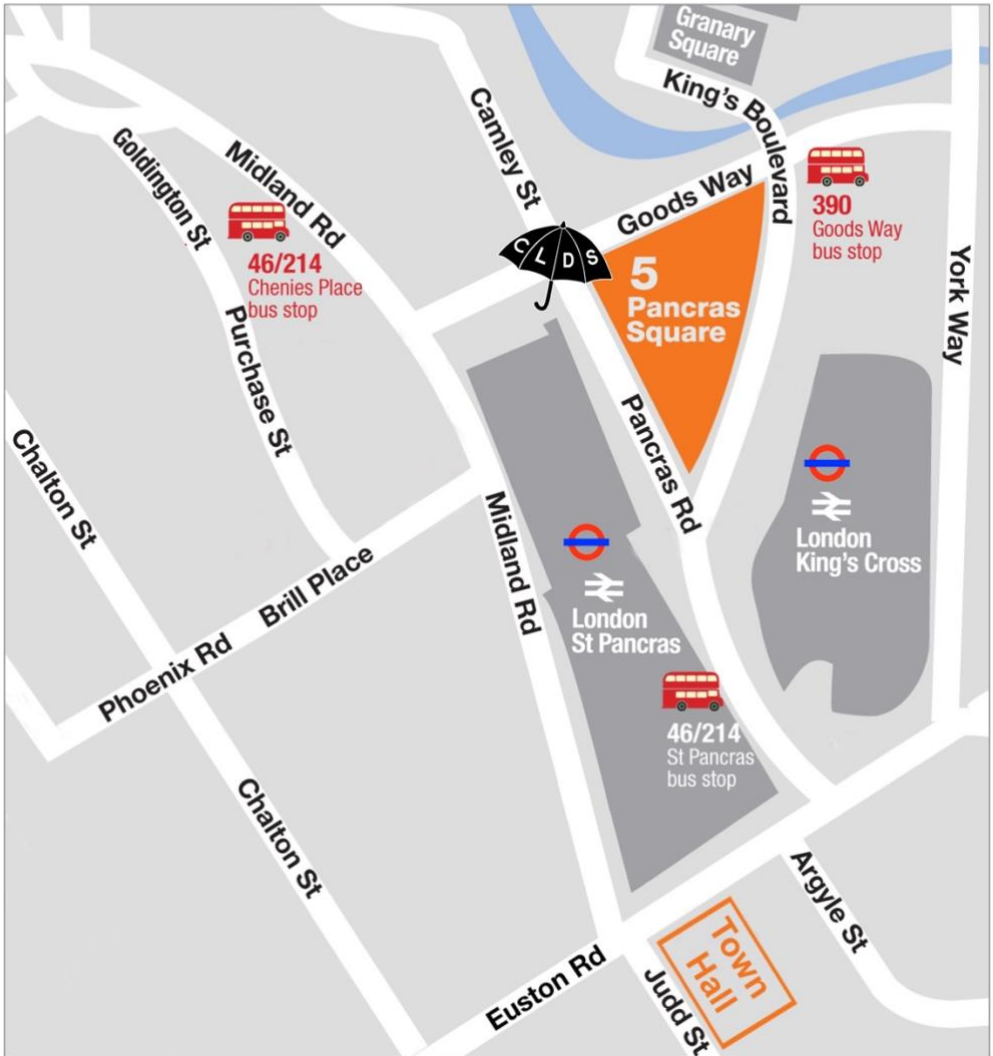 Granary
Square
King's Boulevard
Camley St
Goldington St
Midland Rd
Goods Way
390
Goods Way
bus stop
C L D S
46/214
Chenies Place
bus stop
5
Pancras
Square
York Way
Purchase St
Pancras Rd
Chalton St
Midland Rd
London
King's Cross
Brill Place
London
St Pancras
Phoenix Rd
46/214
St Pancras
bus stop
Chalton St
Argyle St
Town
Hall
Euston Rd
Judd St